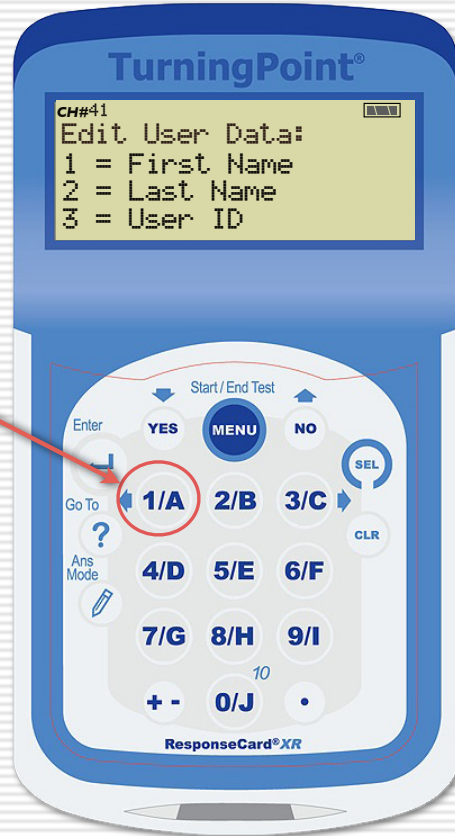 TurningPoint®
CH#41
Edit User Data:
1 = First Name
2 = Last Name
3 = User ID
Start / End Test
Enter
YES
MENU
NO
SEL
Go To
1/A
2/B
3/C
?
CLR
Ans
Mode
4/D
5/E
6/F
7/G
8/H
9/I
10
+ -
0/J
•
ResponseCard®XR